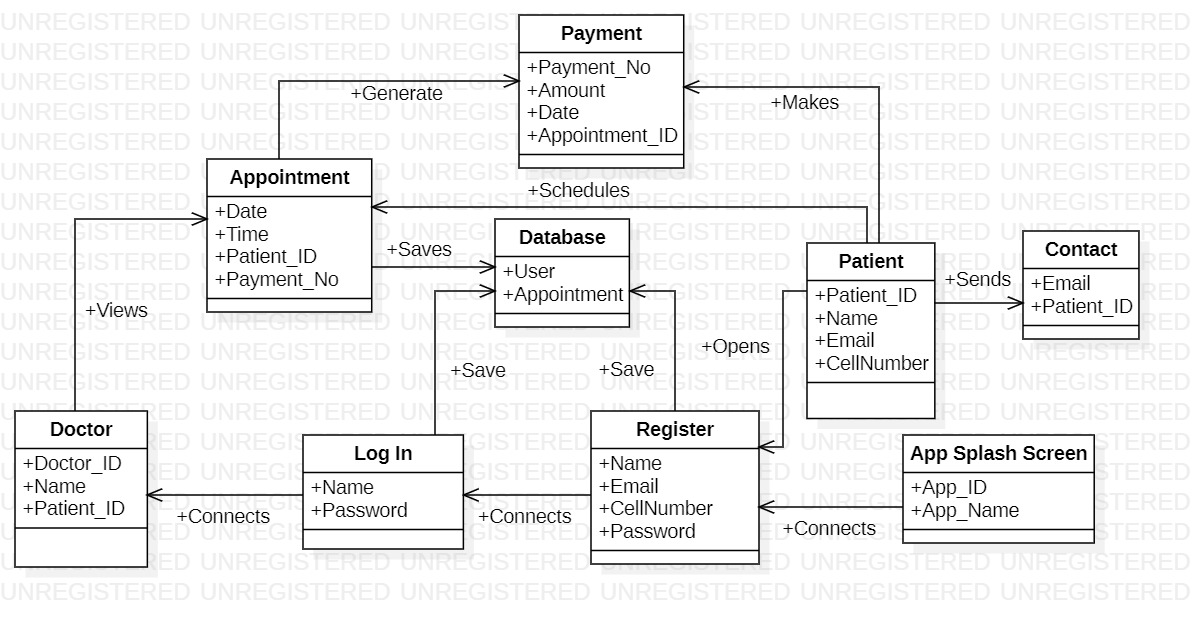 Payment
+Payment_No
+Amount
+Date
+Appointment_ID
+Generate
+Makes
Appointment
+Date
+Time
+Patient_ID
+Payment_No
+Schedules
+Saves
Database
+User
+Appointment
Patient
+Patient_ID
+Name
+Email
+CellNumber
+Sends
Contact
+Email
+Patient_ID
+Views
+Save
+Save
+Opens
Doctor
+Doctor_ID
+Name
+Patient_ID
+Connects
Log In
+Name
+Password
+Connects
Register
+Name
+Email
+CellNumber
+Password
+Connects
App Splash Screen
+App_ID
+App_Name
UNREGISTERED